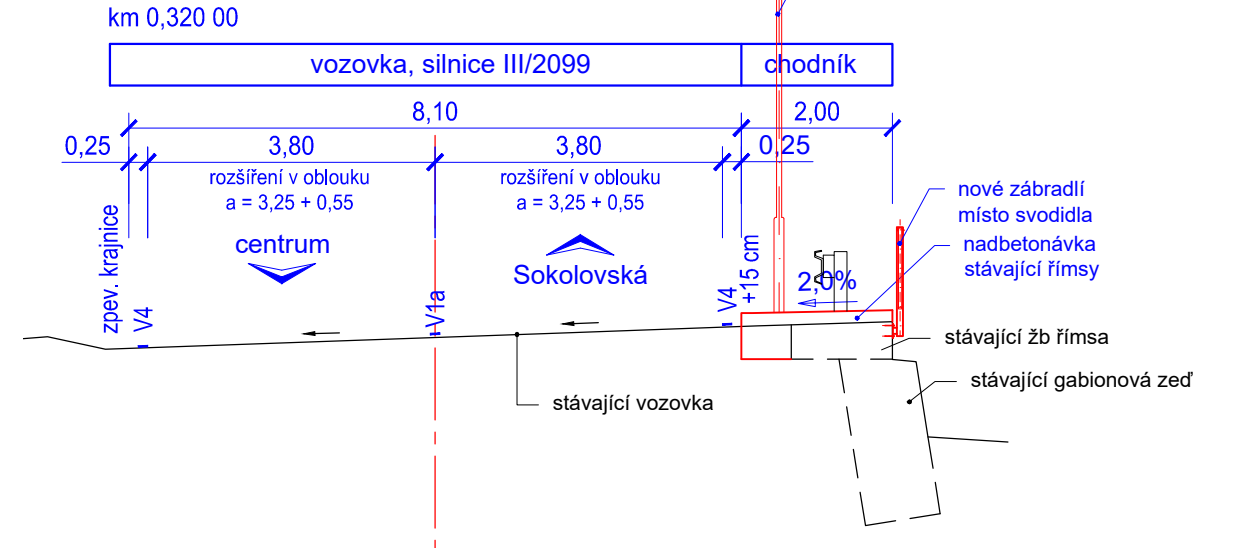 km 0,320 00
vozovka, silnice III/2099
chodník
8,10
2,00
0,25
3,80
3,80
0,25
rozšíření v oblouku
a = 3,25 + 0,55
rozšíření v oblouku
a = 3,25 + 0,55
centrum
Sokolovská
zpev. krajnice
V4
V1a
V4
+15 cm
2,0%
nové zábradlí
místo svodidla
nadbetonávka
stávající římsy
stávající žb římsa
stávající gabionová zeď
stávající vozovka